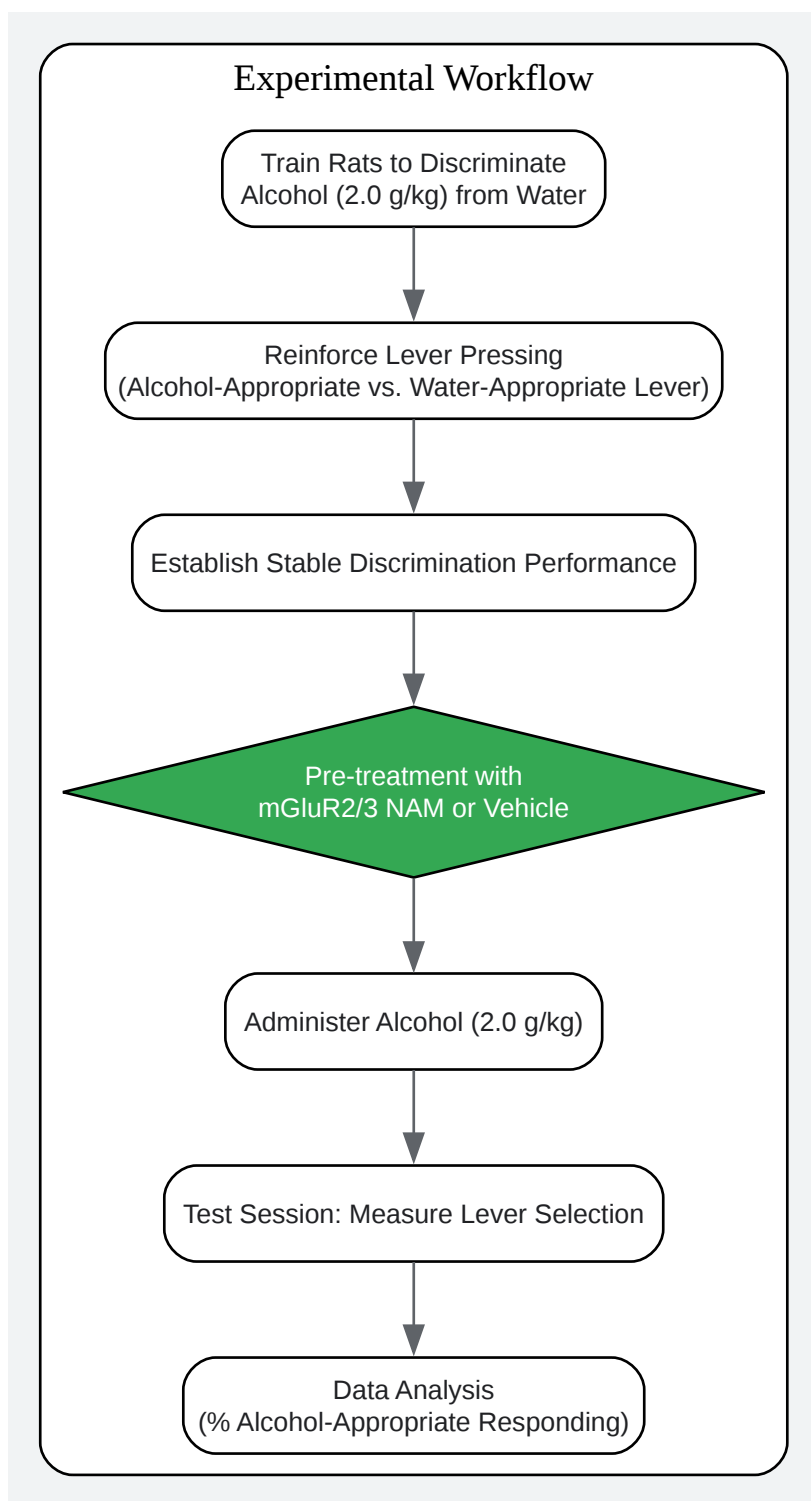 Experimental Workflow
Train Rats to Discriminate
Alcohol (2.0 g/kg) from Water
Reinforce Lever Pressing
(Alcohol-Appropriate vs. Water-Appropriate Lever)
Establish Stable Discrimination Performance
Pre-treatment with
mGluR2/3 NAM or Vehicle
Administer Alcohol (2.0 g/kg)
Test Session: Measure Lever Selection
Data Analysis
(% Alcohol-Appropriate Responding)